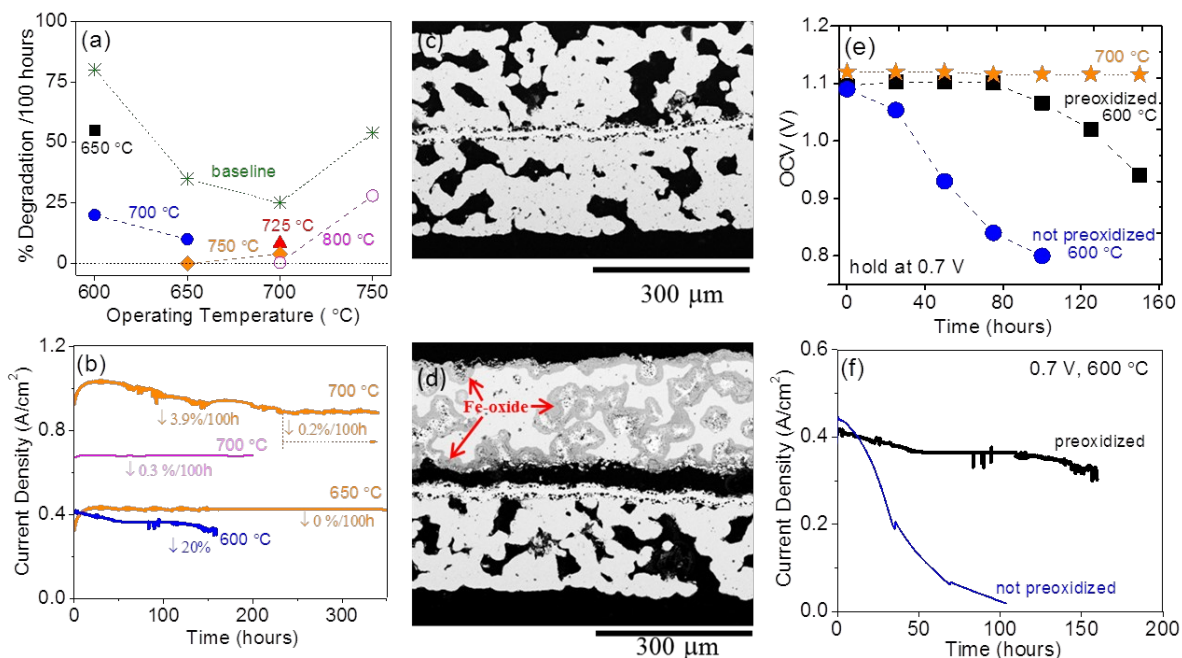 (a)
% Degradation /100 hours
100
75
50
25
0
650 °C
baseline
700 °C
725 °C
750 °C
800 °C
600
650
700
750
Operating Temperature ( °C)
(b)
Current Density (A/cm²)
1.2
0.8
0.4
0.0
700 °C
↓ 3.9%/100h
↓ 0.2%/100h
700 °C
↓ 0.3 %/100h
650 °C
↓ 0 %/100h
600 °C
↓ 20%
0
100
200
300
Time (hours)
(c)
300 µm
(d)
Fe-oxide
300 µm
(e)
OCV (V)
1.2
1.1
1.0
0.9
0.8
700 °C
preoxidized
600 °C
not preoxidized
600 °C
hold at 0.7 V
0
40
80
120
160
Time (hours)
(f)
0.7 V, 600 °C
Current Density (A/cm²)
0.6
0.4
0.2
0.0
preoxidized
not preoxidized
0
50
100
150
200
Time (hours)